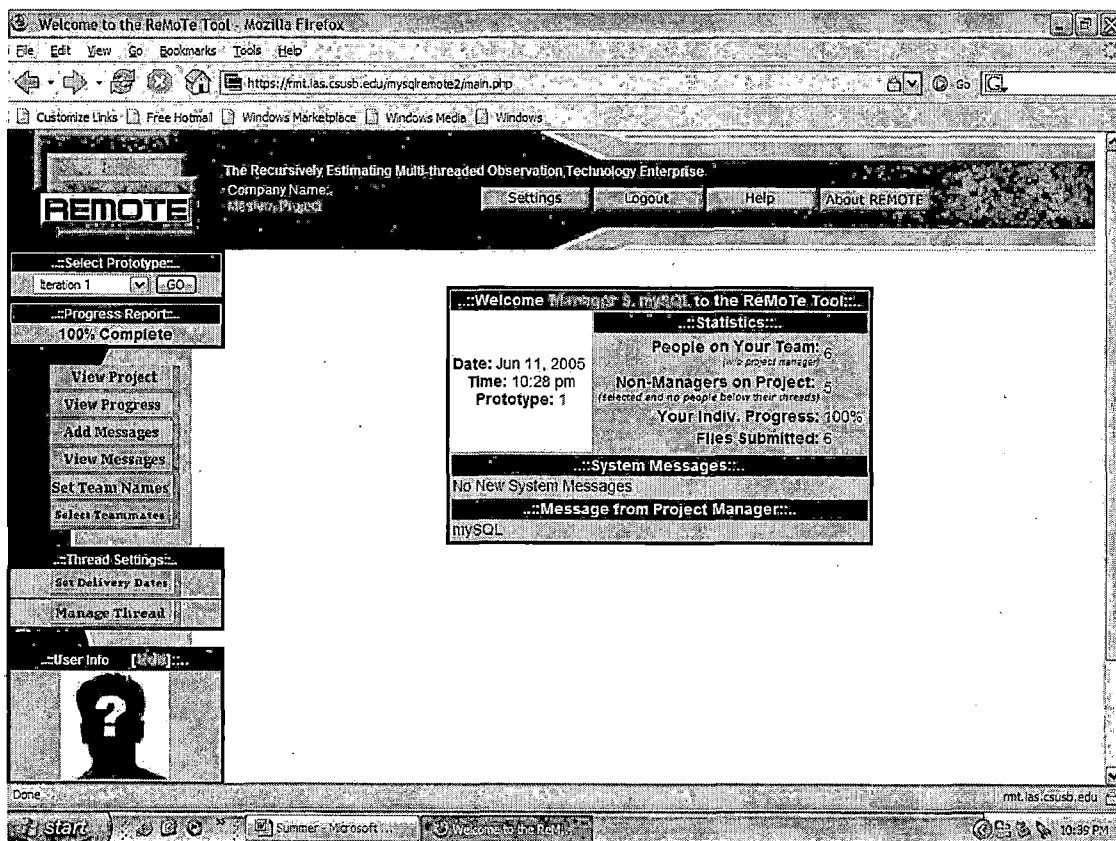 Welcome to the ReMoTe Tool - Mozilla Firefox
File Edit View Go Bookmarks Tools Help
https://rmt.ias.csusb.edu/mysqlremote2/main.php
Go
G
Customize Links Free Hotmail Windows Marketplace Windows Media Windows
The Recursively Estimating Multi-threaded Observation Technology Enterprise
Company Name:
Project
REMOTE
Settings Logout Help About REMOTE
..::Select Prototype::..
Iteration 1 GO
..::Progress Report::..
100% Complete
View Project
View Progress
Add Messages
View Messages
Set Team Names
Select Teammates
..::Thread Settings::..
Set Delivery Dates
Manage Thread
..::User Info [Edit]::..
?
..::Welcome Manager mySQL to the ReMoTe Tool::..
Date: Jun 11, 2005
Time: 10:28 pm
Prototype: 1
..::Statistics::..
People on Your Team: 6
(w/o project manager)
Non-Managers on Project: 5
(selected and no people below their threads)
Your Indiv. Progress: 100%
Files Submitted: 6
..::System Messages::..
No New System Messages
..::Message from Project Manager::..
mySQL
Done
rmt.ias.csusb.edu
start
Summer - Microsoft ...
Welcome to the ReM...
10:39 PM